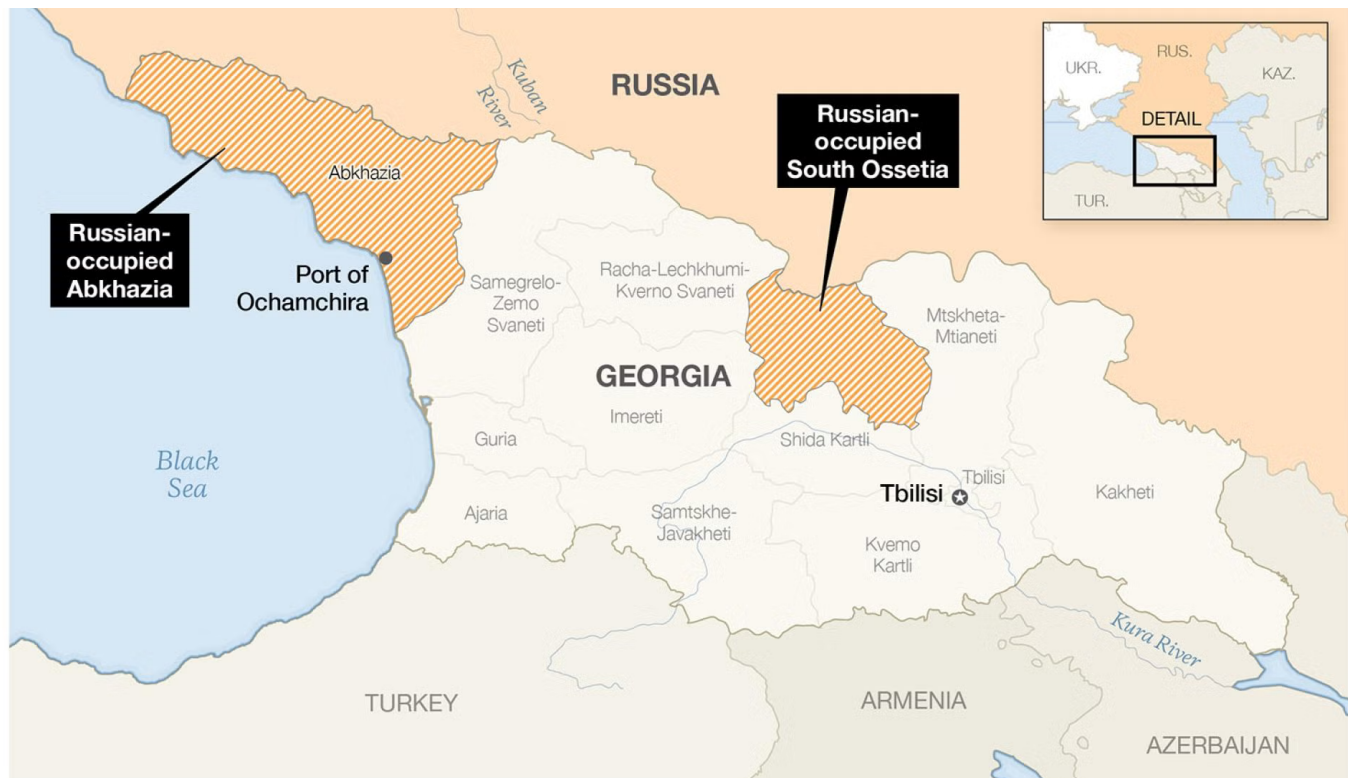 RUSSIA
Kuban
River
Russian-
occupied
South Ossetia
Abkhazia
Russian-
occupied
Abkhazia
Port of
Ochamchira
Samegrelo-
Zemo
Svaneti
Racha-Lechkhumi-
Kverno Svaneti
Mtskheta-
Mtianeti
GEORGIA
Imereti
Guria
Shida Kartli
Black
Sea
Tbilisi
Tbilisi
Kakheti
Ajaria
Samtskhe-
Javakheti
Kvemo
Kartli
Kura River
TURKEY
ARMENIA
AZERBAIJAN
RUS.
UKR.
KAZ.
DETAIL
TUR.